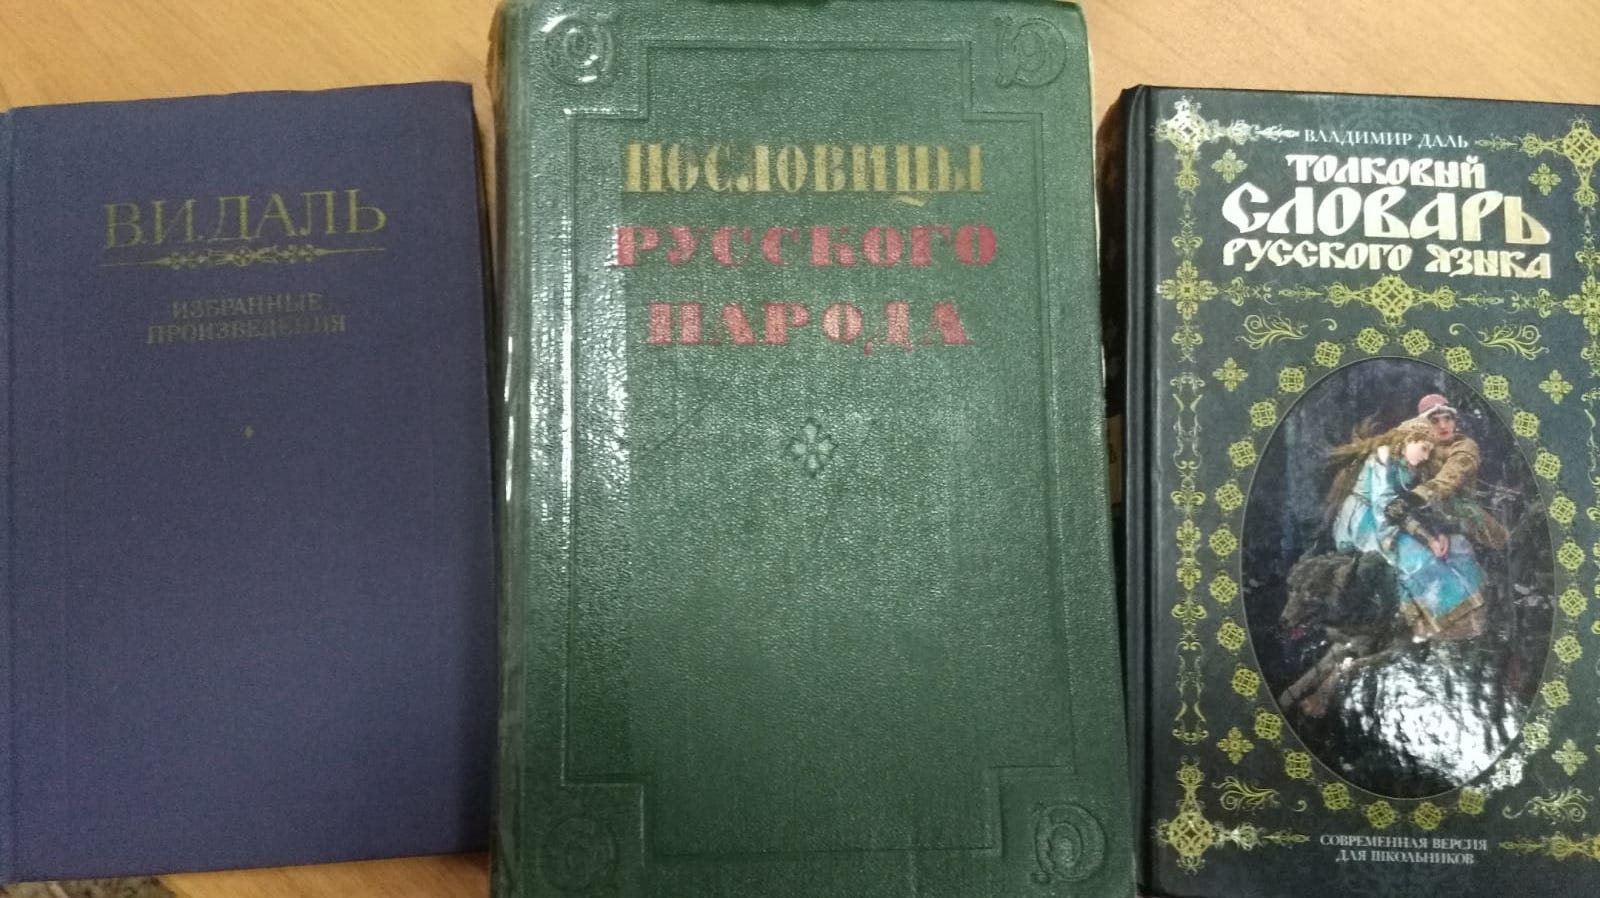 В.И.ДАЛЬ
ИЗБРАННЫЕ
ПРОИЗВЕДЕНИЯ
ПОСЛОВИЦЫ
РУССКОГО
НАРОДА
ВЛАДИМИР ДАЛЬ
ТОЛКОВЫЙ
СЛОВАРЬ
РУССКОГО ЯЗЫКА
СОВРЕМЕННАЯ ВЕРСИЯ
ДЛЯ ШКОЛЬНИКОВ